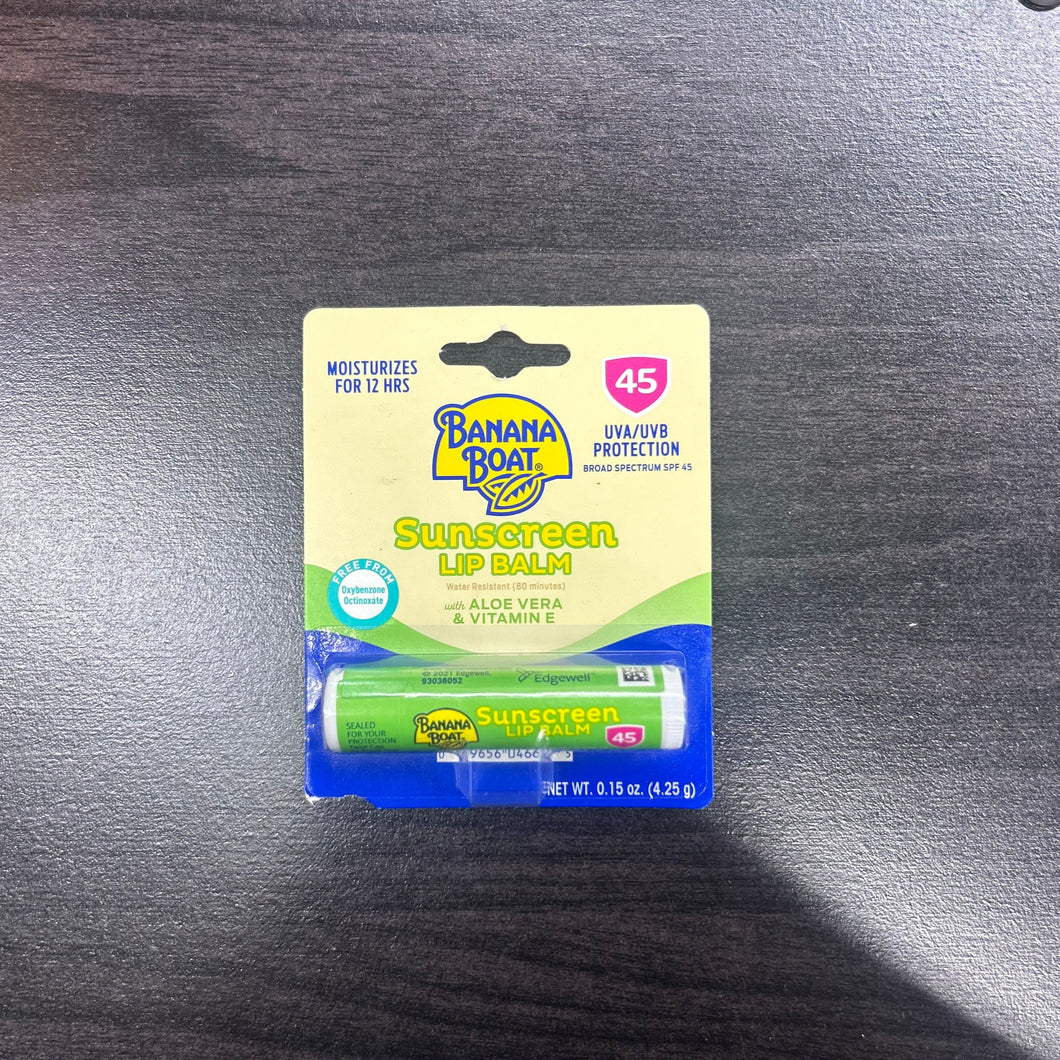 MOISTURIZES
FOR 12 HRS
45
UVA/UVB
PROTECTION
BROAD SPECTRUM SPF 45
BANANA
BOAT®
Sunscreen
LIP BALM
Water Resistent (80 minutes)
with ALOE VERA
& VITAMIN E
FREE FROM
Oxybenzone
Octinoxate
© 2021 Edgewell.
93036052
Edgewell™
SEALED
FOR YOUR
PROTECTION
BANANA
BOAT
Sunscreen
LIP BALM
45
NET WT. 0.15 oz. (4.25 g)